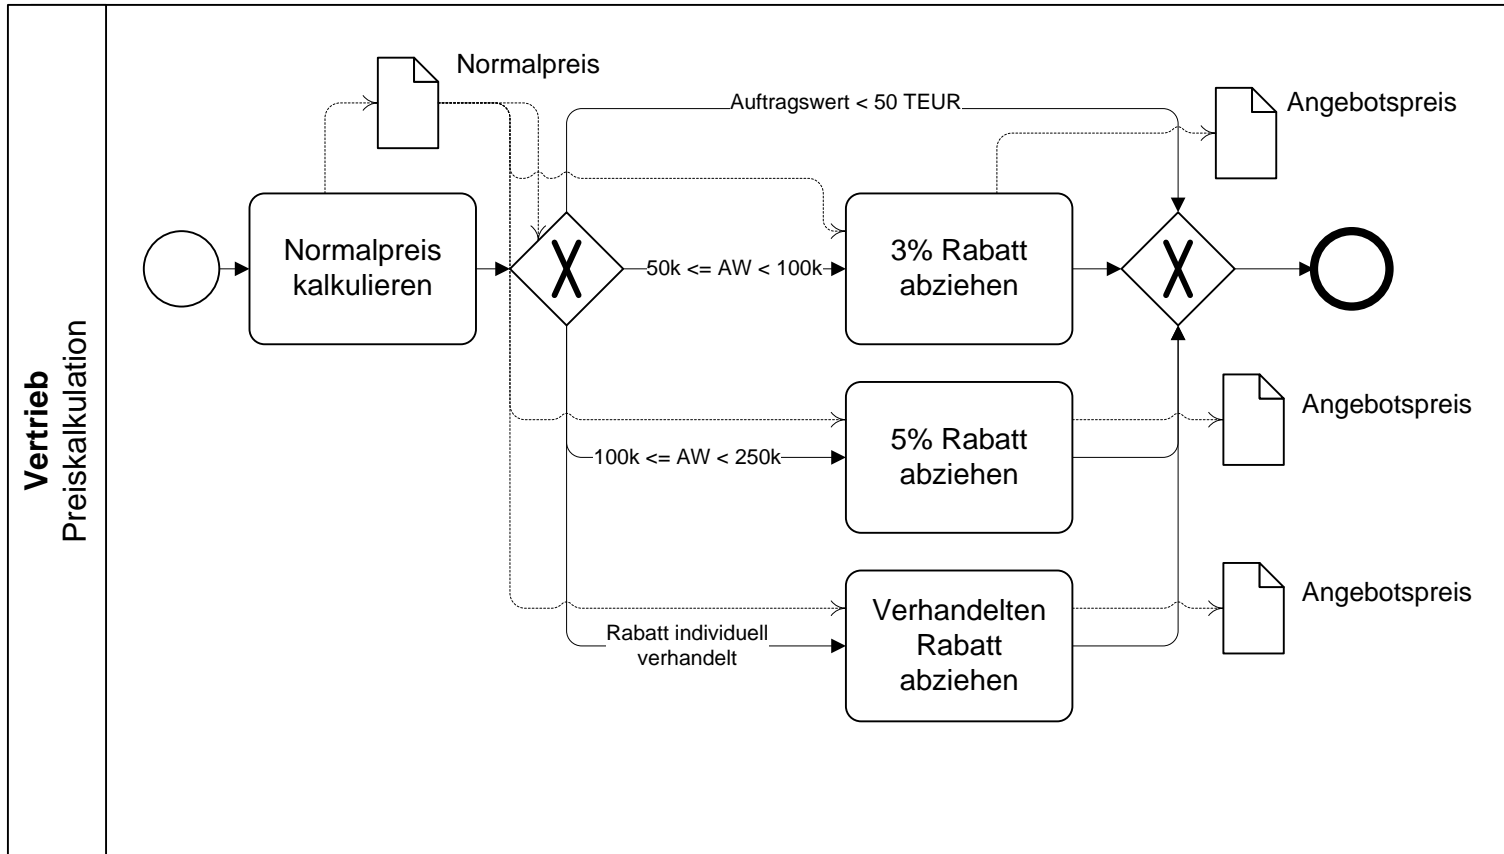 Vertrieb
Preiskalkulation
Normalpreis
Auftragswert < 50 TEUR
Angebotspreis
Normalpreis
kalkulieren
X
50k <= AW < 100k
3% Rabatt
abziehen
X
100k <= AW < 250k
5% Rabatt
abziehen
Angebotspreis
Rabatt individuell
verhandelt
Verhandelten
Rabatt
abziehen
Angebotspreis